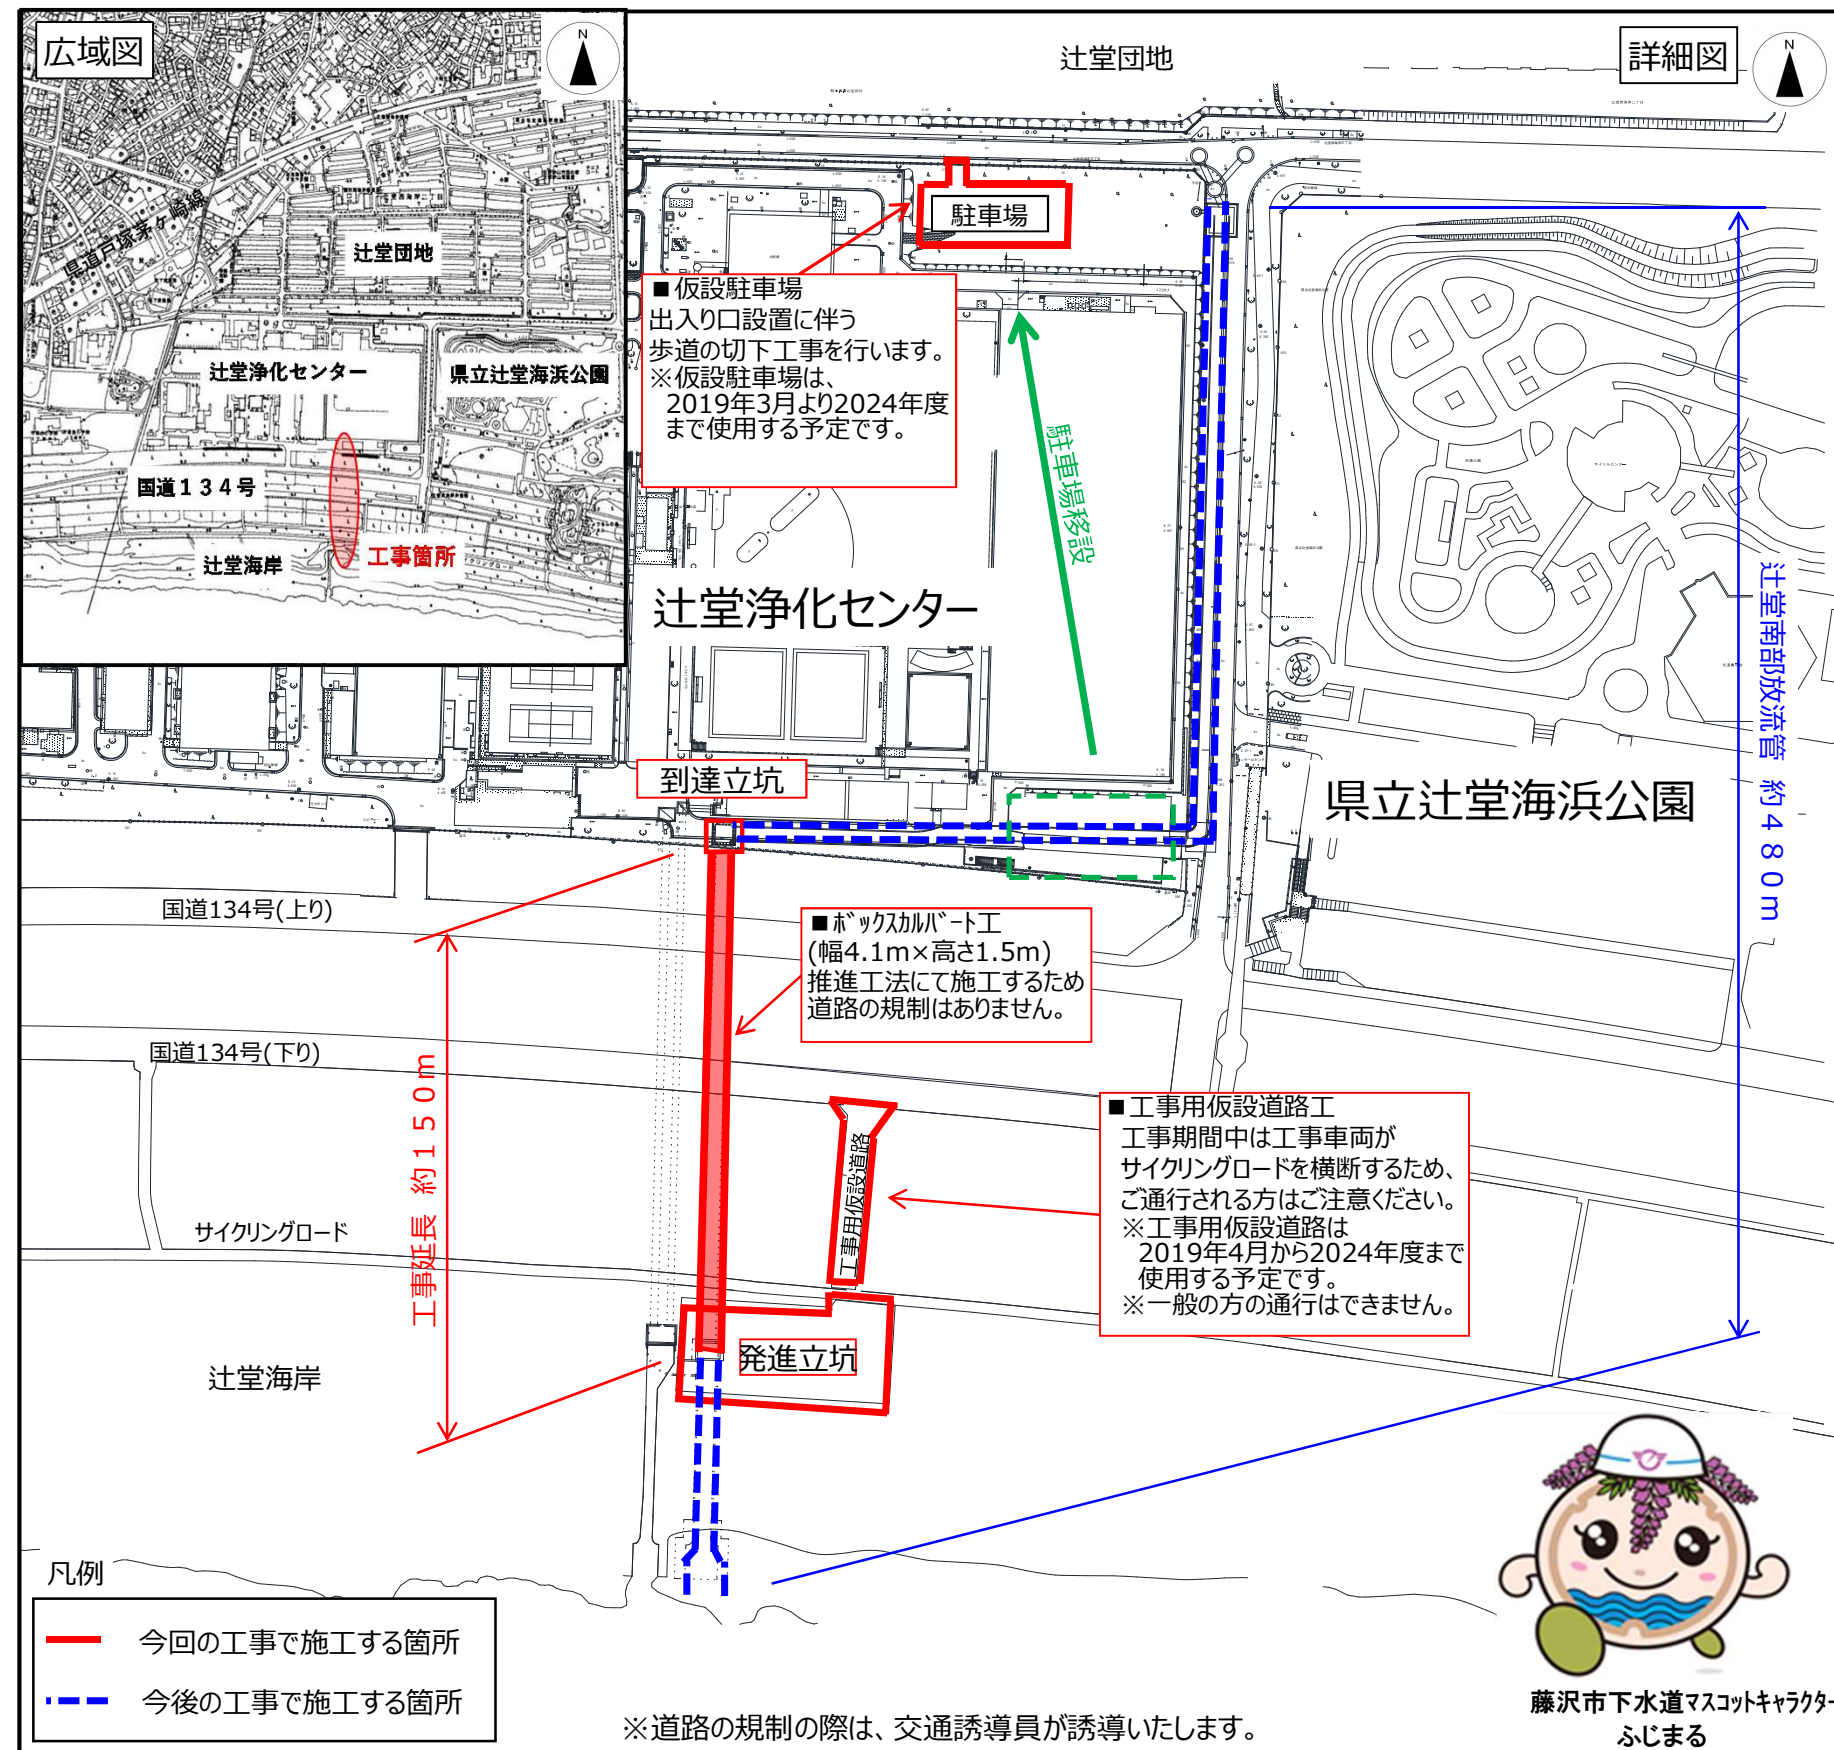 広域図
N
県道戸塚茅ヶ崎線
辻堂団地
辻堂浄化センター
県立辻堂海浜公園
国道134号
辻堂海岸
工事箇所
辻堂団地
詳細図
N
駐車場
■仮設駐車場
出入り口設置に伴う
歩道の切下工事を行います。
※仮設駐車場は、
2019年3月より2024年度
まで使用する予定です。
駐車場移設
辻堂浄化センター
辻堂南部放流管 約480m
到達立坑
県立辻堂海浜公園
国道134号(上り)
■ボックスカルバート工
(幅4.1m×高さ1.5m)
推進工法にて施工するため
道路の規制はありません。
国道134号(下り)
工事延長 約150m
工事用仮設道路
■工事用仮設道路工
工事期間中は工事車両が
サイクリングロードを横断するため、
ご通行される方はご注意ください。
※工事用仮設道路は
2019年4月から2024年度まで
使用する予定です。
※一般の方の通行はできません。
サイクリングロード
発進立坑
辻堂海岸
凡例
今回の工事で施工する箇所
今後の工事で施工する箇所
※道路の規制の際は、交通誘導員が誘導いたします。
藤沢市下水道マスコットキャラクター
ふじまる